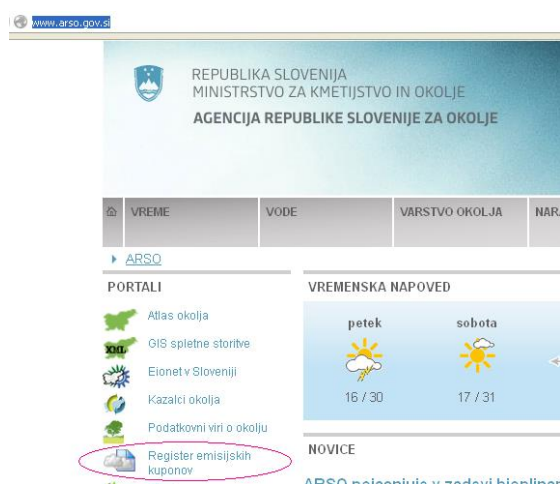 www.arso.gov.si
REPUBLIKA SLOVENIJA
MINISTRSTVO ZA KMETIJSTVO IN OKOLJE
AGENCIJA REPUBLIKE SLOVENIJE ZA OKOLJE
VREME VODE VARSTVO OKOLJA
ARSO
PORTALI
Atlas okolja
XML GIS spletne storitve
Eionet v Sloveniji
Kazalci okolja
Podatkovni viri o okolju
Register emisijskih
kuponov
VREMENSKA NAPOVED
petek sobota
16 / 30 17 / 31
NOVICE